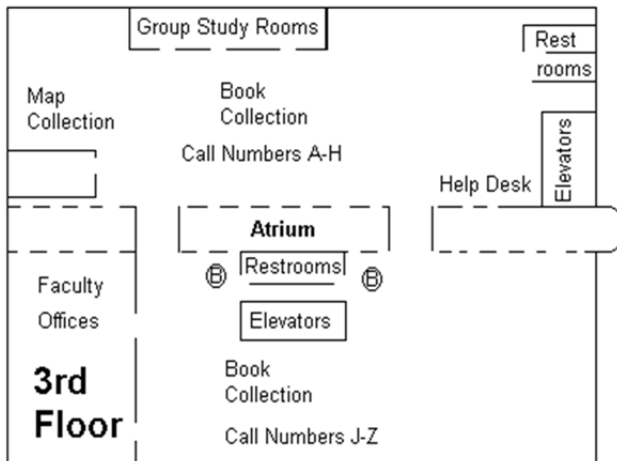 Group Study Rooms
Rest
rooms
Map
Collection
Book
Collection
Call Numbers A-H
Elevators
Help Desk
Atrium
B
Restrooms
B
Faculty
Offices
Elevators
3rd
Floor
Book
Collection
Call Numbers J-Z